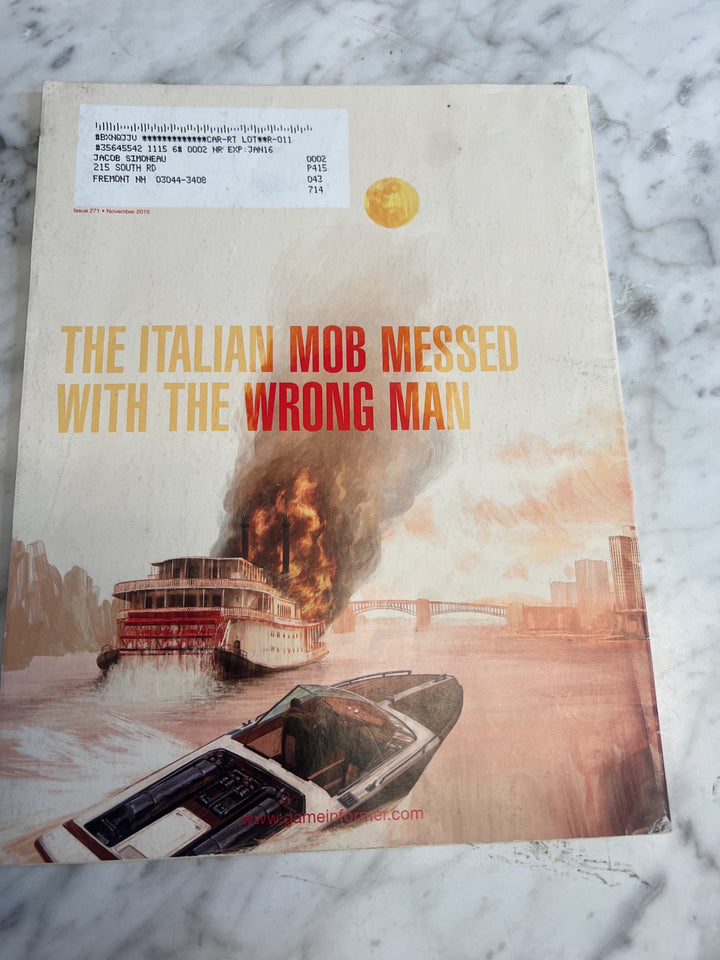 #BXNQJJU **************CAR-RT LOT**R-011
#35645542 1115 6# 0002 NR EXP:JAN16
JACOB SIMONEAU 0002
215 SOUTH RD P415
FREMONT NH 03044-3408 043
714
Issue 271 • November 2015
THE ITALIAN MOB MESSED
WITH THE WRONG MAN
www.gameinformer.com